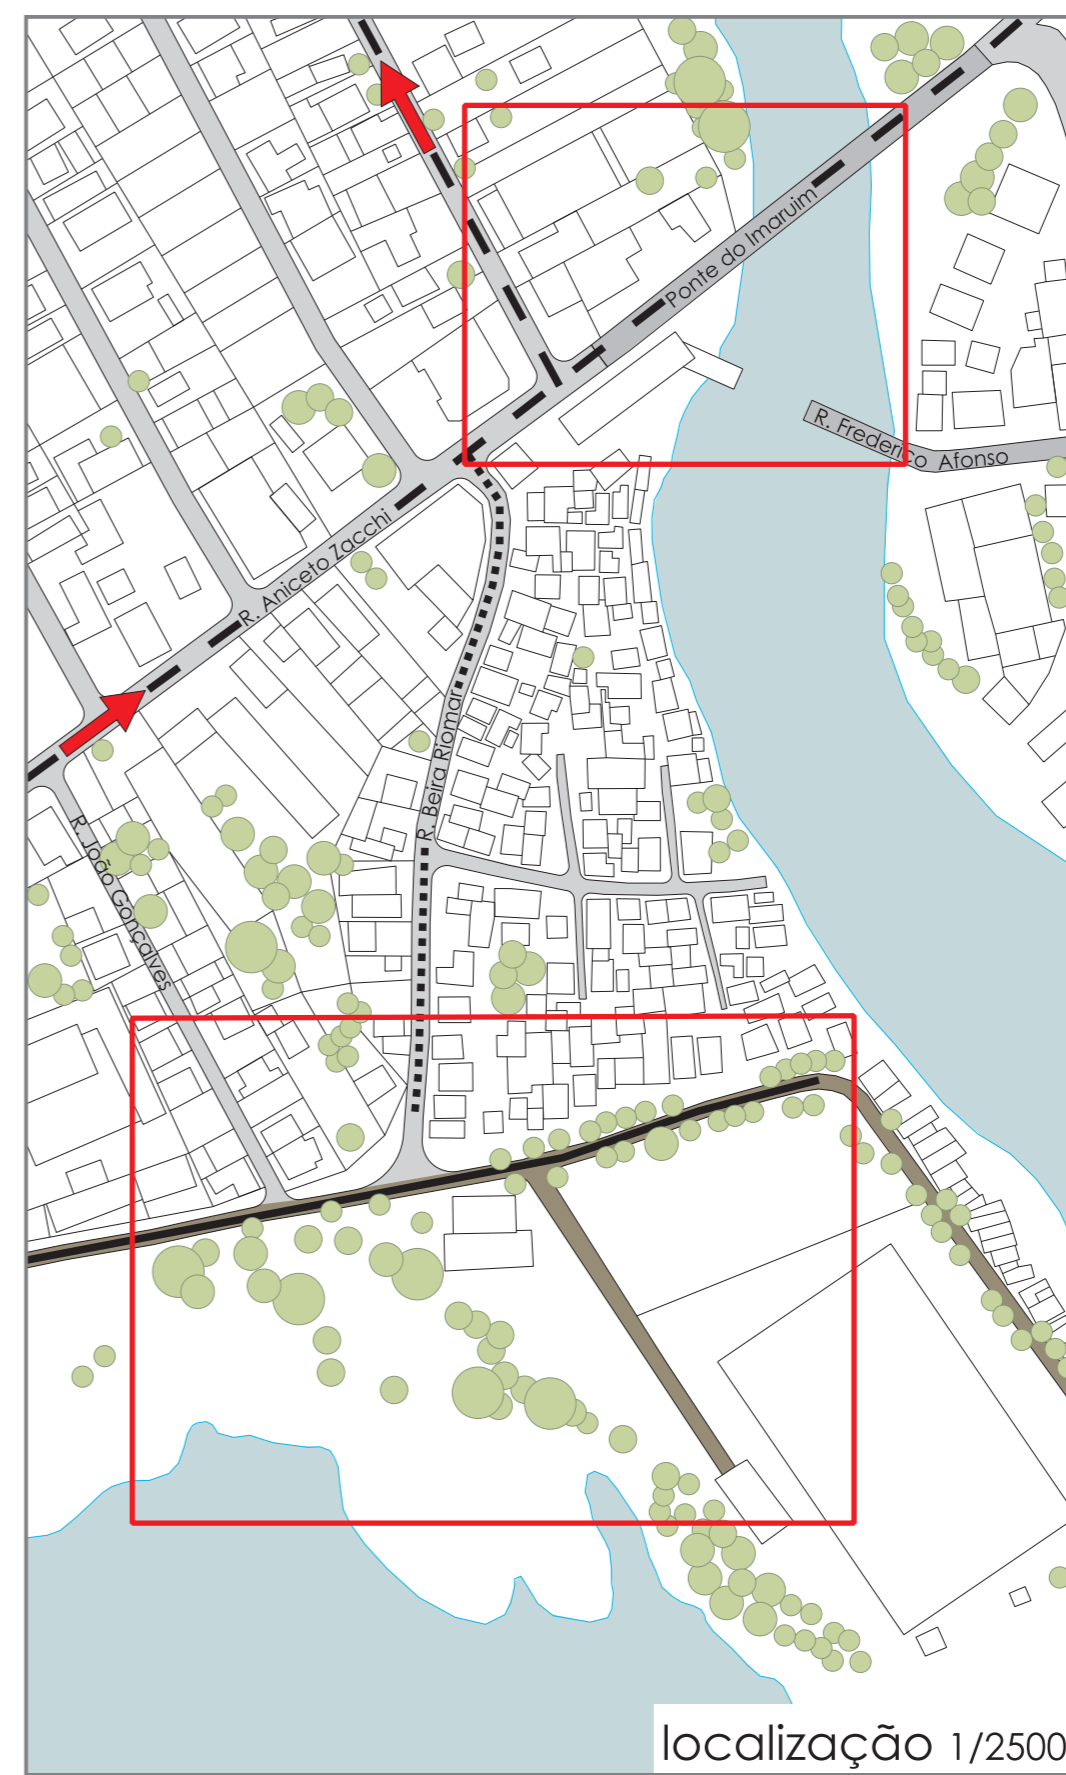 Ponte do Imaruim
R. Frederico Afonso
R. Aniceto Zacchi
R. Beira Riomar
R. João Gonçalves
localização 1/2500